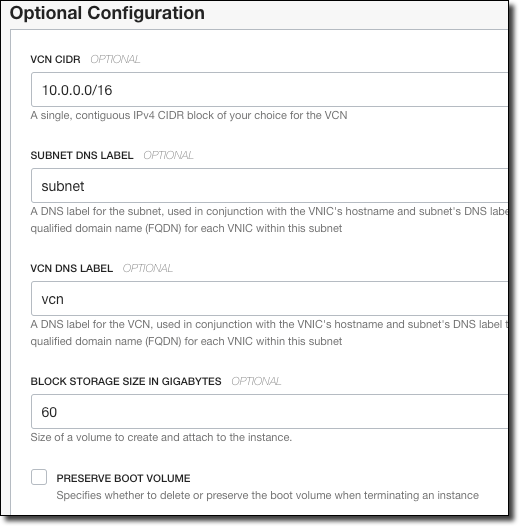 Optional Configuration
VCN CIDR OPTIONAL
10.0.0.0/16
A single, contiguous IPv4 CIDR block of your choice for the VCN
SUBNET DNS LABEL OPTIONAL
subnet
A DNS label for the subnet, used in conjunction with the VNIC's hostname and subnet's DNS labe
qualified domain name (FQDN) for each VNIC within this subnet
VCN DNS LABEL OPTIONAL
vcn
A DNS label for the VCN, used in conjunction with the VNIC's hostname and subnet's DNS label t
qualified domain name (FQDN) for each VNIC within this subnet
BLOCK STORAGE SIZE IN GIGABYTES OPTIONAL
60
Size of a volume to create and attach to the instance.
PRESERVE BOOT VOLUME
Specifies whether to delete or preserve the boot volume when terminating an instance